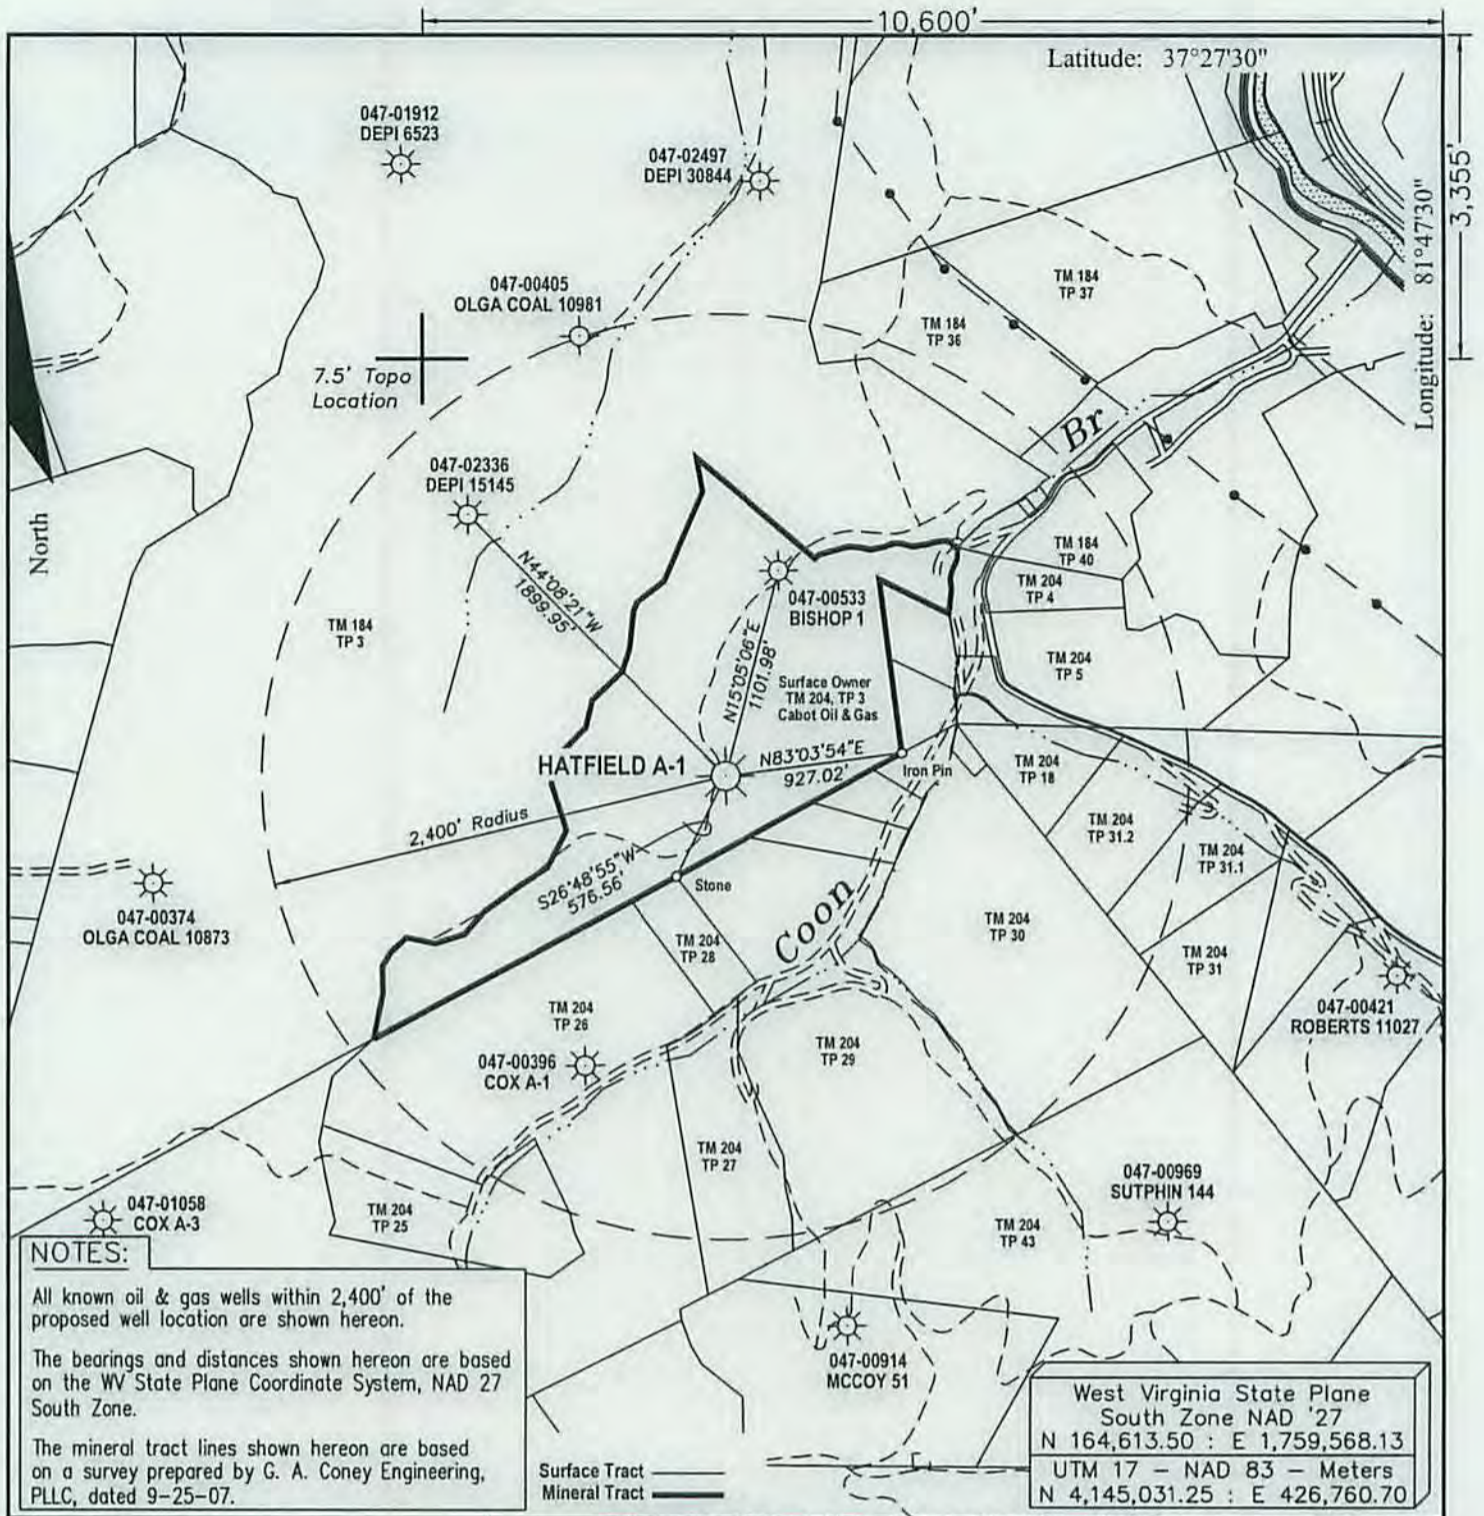 10,600'
Latitude: 37°27'30"
3,355'
Longitude: 81°47'30"
047-01912
DEPI 6523
047-02497
DEPI 30844
047-00405
OLGA COAL 10981
TM 184
TP 37
TM 184
TP 36
7.5' Topo
Location
Br
047-02336
DEPI 15145
North
N44°08'21"W
1899.95'
TM 184
TP 40
TM 204
TP 4
047-00533
BISHOP 1
TM 184
TP 3
N15°05'06"E
1101.98'
TM 204
TP 5
Surface Owner
TM 204, TP 3
Cabot Oil & Gas
HATFIELD A-1
N83°03'54"E
927.02'
Iron Pin
TM 204
TP 18
2,400' Radius
TM 204
TP 31.2
TM 204
TP 31.1
S26°48'55"W
576.56'
Stone
047-00374
OLGA COAL 10873
Coon
TM 204
TP 30
TM 204
TP 28
TM 204
TP 31
047-00421
ROBERTS 11027
TM 204
TP 26
TM 204
TP 29
047-00396
COX A-1
TM 204
TP 27
047-00969
SUTPHIN 144
047-01058
COX A-3
TM 204
TP 25
TM 204
TP 43
NOTES:
All known oil & gas wells within 2,400' of the
proposed well location are shown hereon.
The bearings and distances shown hereon are based
on the WV State Plane Coordinate System, NAD 27
South Zone.
The mineral tract lines shown hereon are based
on a survey prepared by G. A. Coney Engineering,
PLLC, dated 9-25-07.
047-00914
MCCOY 51
Surface Tract
Mineral Tract
West Virginia State Plane
South Zone NAD '27
N 164,613.50 : E 1,759,568.13
UTM 17 - NAD 83 - Meters
N 4,145,031.25 : E 426,760.70